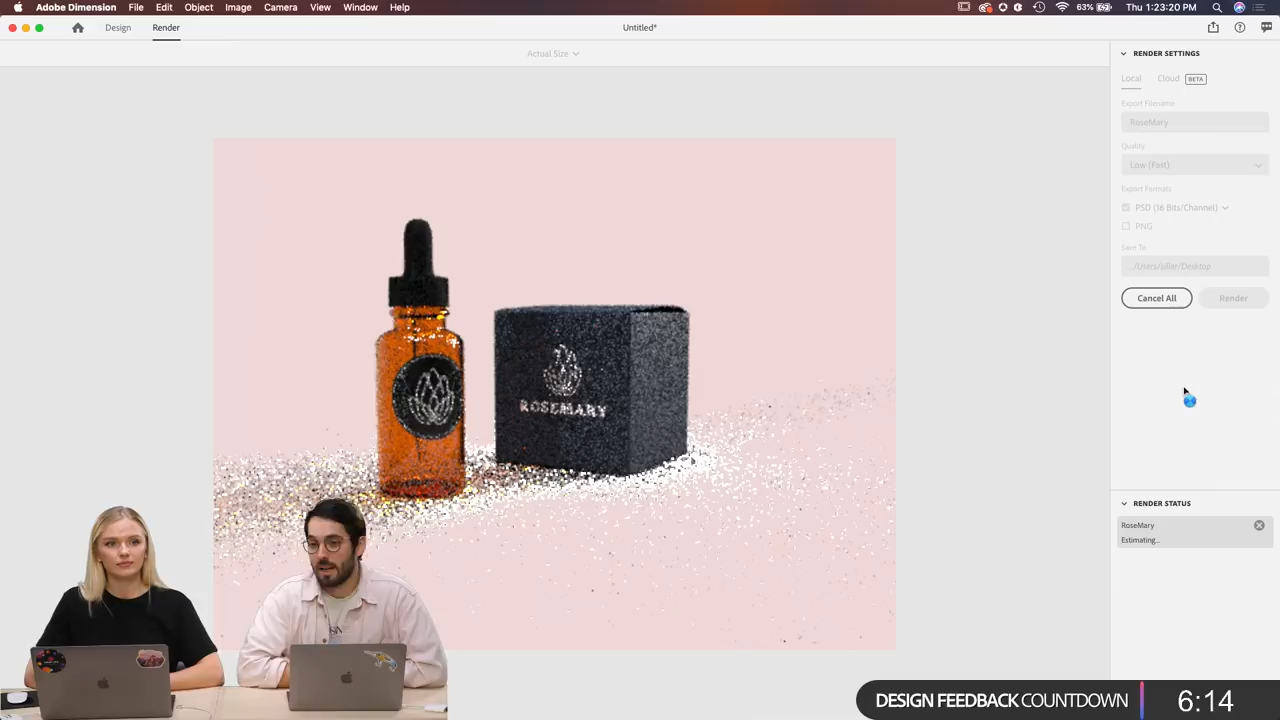 Adobe Dimension File Edit Object Image Camera View Window Help 63% Thu 1:23:20 PM
Design Render Untitled*
Actual Size
RENDER SETTINGS
Local Cloud BETA
Export Filename
RoseMary
Quality
Low (Fast)
Export Formats
PSD (16 Bits/Channel)
PNG
Save To
Cancel All Render
ROSEMARY
RENDER STATUS
RoseMary
Estimating...
DESIGN FEEDBACK COUNTDOWN 6:14